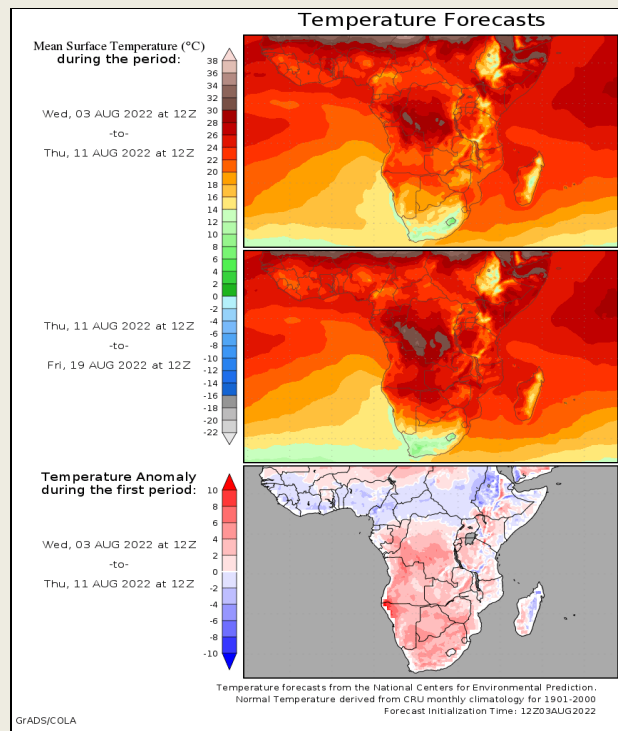 Temperature Forecasts
Mean Surface Temperature (°C)
during the period:
Wed, 03 AUG 2022 at 12Z
-to-
Thu, 11 AUG 2022 at 12Z
38
36
34
32
30
28
26
24
22
20
18
16
14
12
10
8
6
4
2
0
-2
-4
-6
-8
-10
-12
-14
-16
-18
-20
-22
Thu, 11 AUG 2022 at 12Z
-to-
Fri, 19 AUG 2022 at 12Z
Temperature Anomaly
during the first period:
Wed, 03 AUG 2022 at 12Z
-to-
Thu, 11 AUG 2022 at 12Z
10
8
6
4
2
0
-2
-4
-6
-8
-10
Temperature forecasts from the National Centers for Environmental Prediction.
Normal Temperature derived from CRU monthly climatology for 1901-2000
Forecast Initialization Time: 12Z03AUG2022
GrADS/COLA